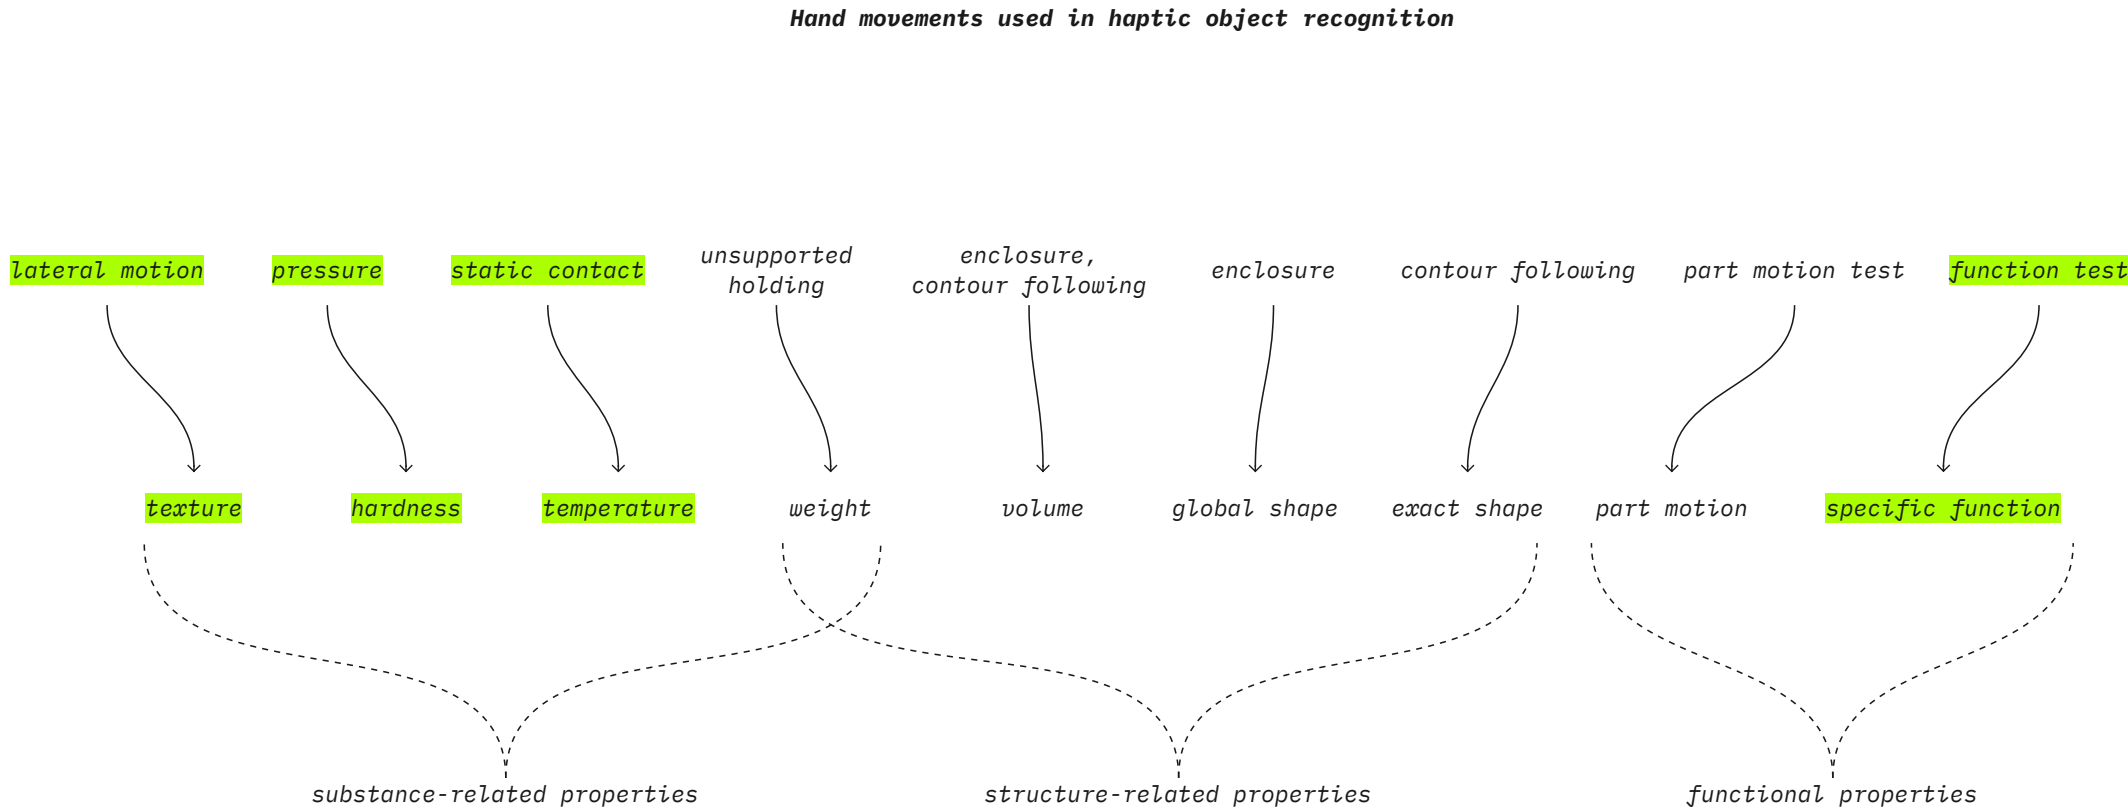 Hand movements used in haptic object recognition
lateral motion
pressure
static contact
unsupported
holding
enclosure,
contour following
enclosure
contour following
part motion test
function test
texture
hardness
temperature
weight
volume
global shape
exact shape
part motion
specific function
substance-related properties
structure-related properties
functional properties